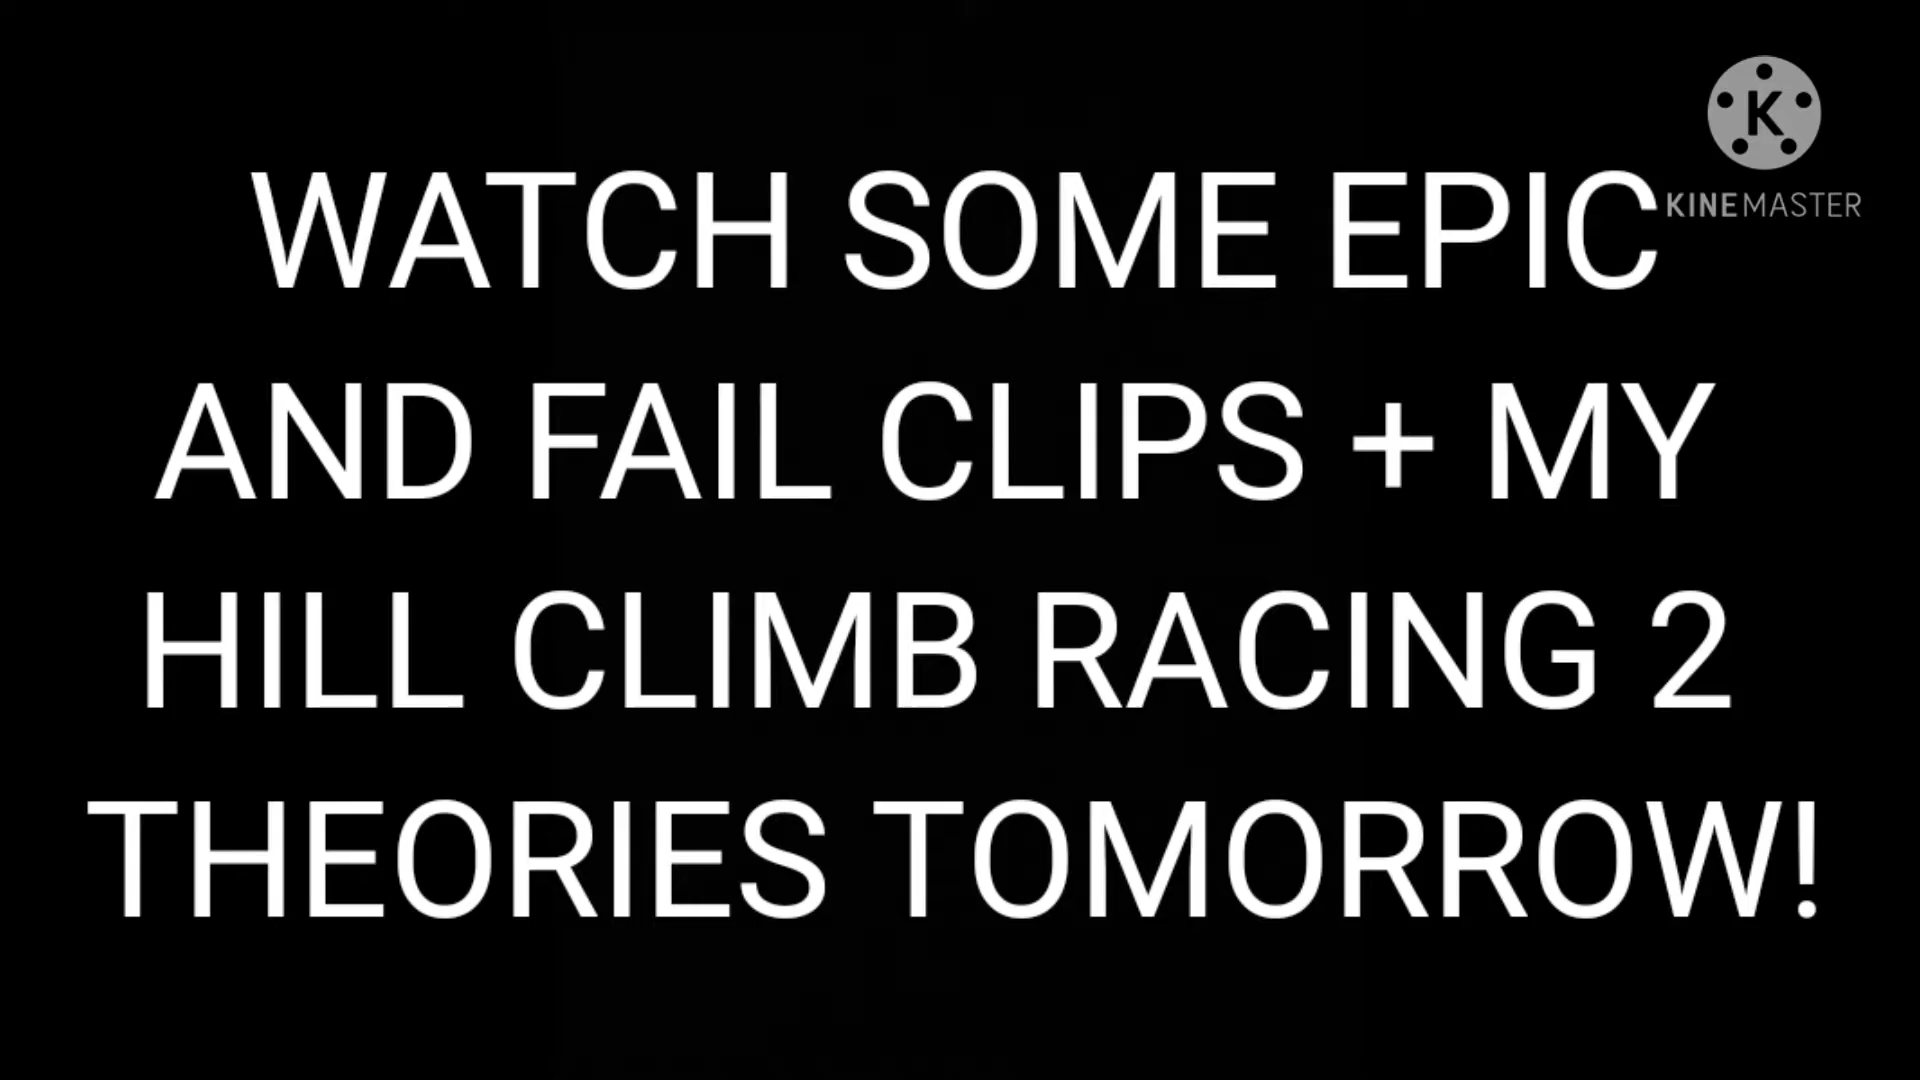 K
KINEMASTER
WATCH SOME EPIC
AND FAIL CLIPS + MY
HILL CLIMB RACING 2
THEORIES TOMORROW!